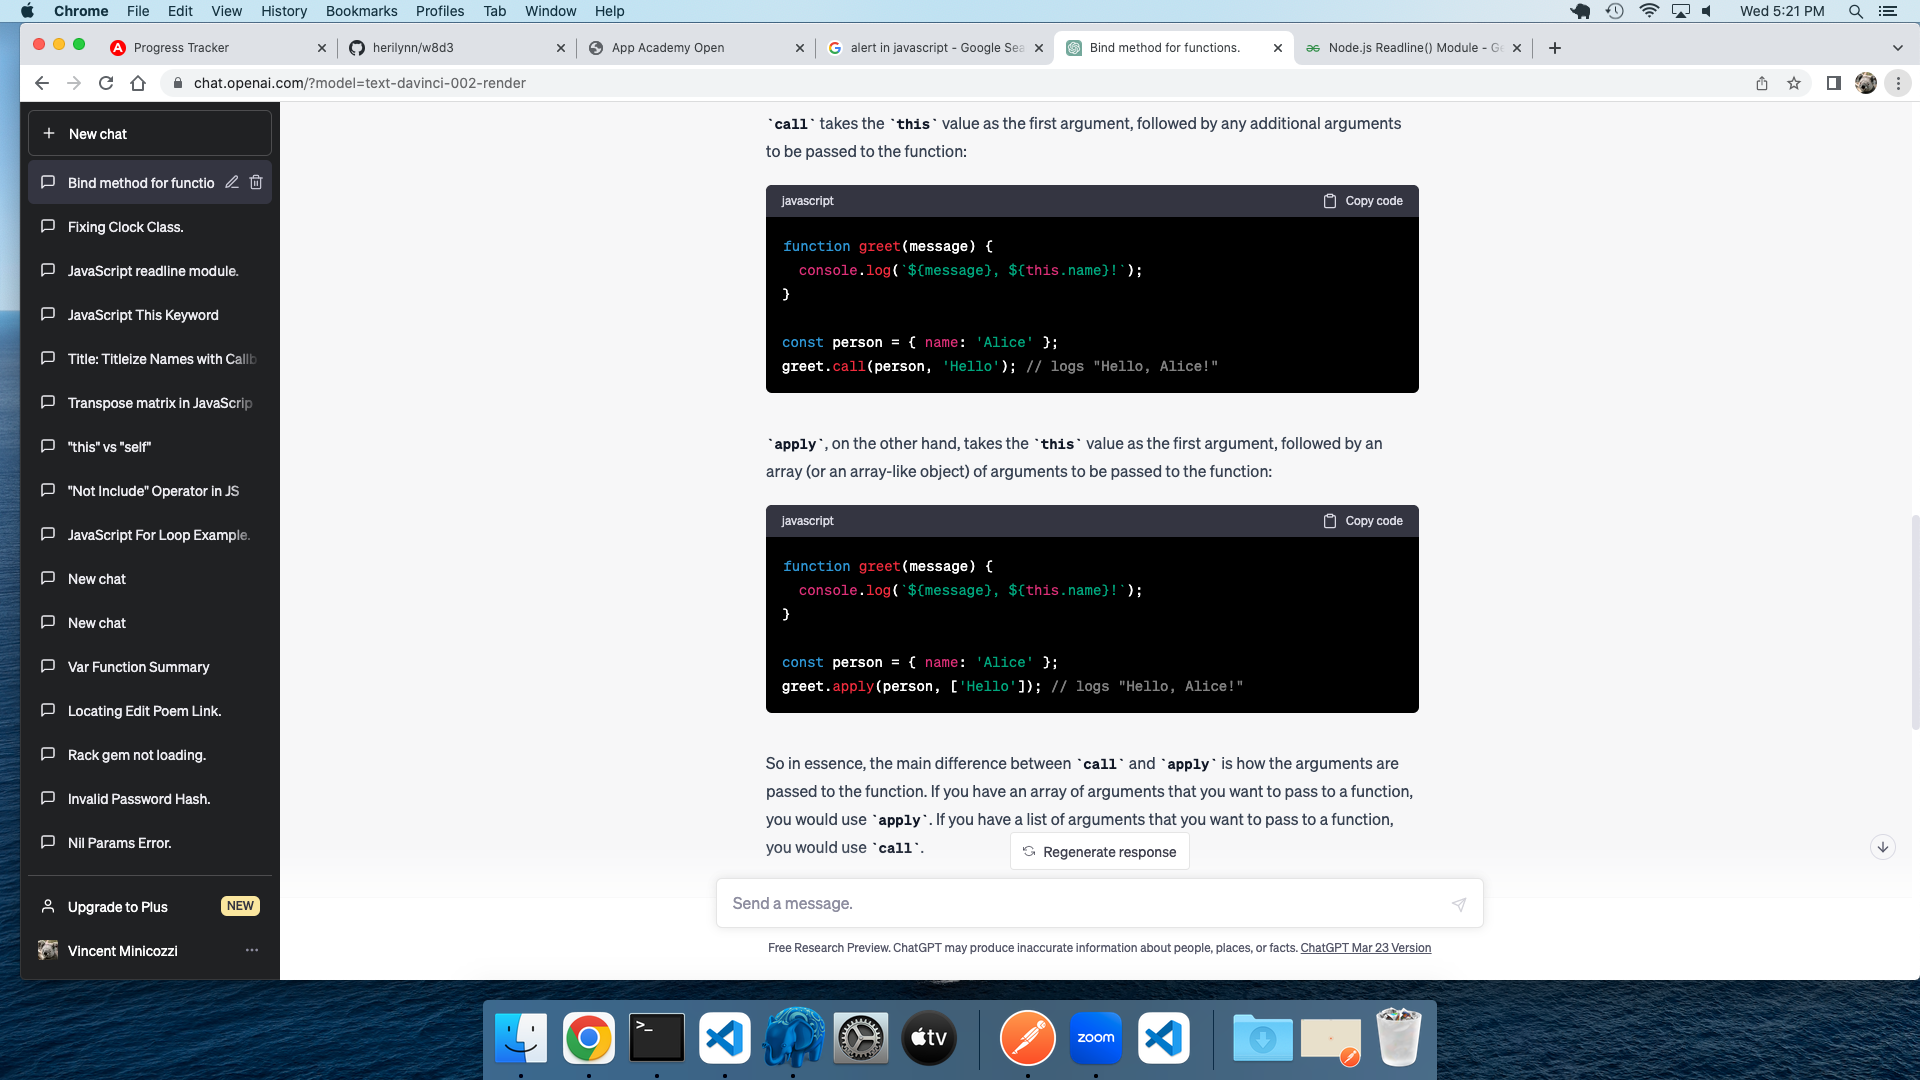 Chrome File Edit View History Bookmarks Profiles Tab Window Help Wed 5:21 PM
Progress Tracker
herilynn/w8d3
App Academy Open
alert in javascript - Google Sea
Bind method for functions.
Node.js Readline() Module - Ge
chat.openai.com/?model=text-davinci-002-render
New chat
Bind method for functio
Fixing Clock Class.
JavaScript readline module.
JavaScript This Keyword
Title: Titleize Names with Callb
Transpose matrix in JavaScrip
"this" vs "self"
"Not Include" Operator in JS
JavaScript For Loop Example.
New chat
New chat
Var Function Summary
Locating Edit Poem Link.
Rack gem not loading.
Invalid Password Hash.
Nil Params Error.
Upgrade to Plus NEW
Vincent Minicozzi
`call` takes the `this` value as the first argument, followed by any additional arguments
to be passed to the function:
javascript Copy code
function greet(message) {
  console.log(`${message}, ${this.name}!`);
}
const person = { name: 'Alice' };
greet.call(person, 'Hello'); // logs "Hello, Alice!"
`apply`, on the other hand, takes the `this` value as the first argument, followed by an
array (or an array-like object) of arguments to be passed to the function:
javascript Copy code
function greet(message) {
  console.log(`${message}, ${this.name}!`);
}
const person = { name: 'Alice' };
greet.apply(person, ['Hello']); // logs "Hello, Alice!"
So in essence, the main difference between `call` and `apply` is how the arguments are
passed to the function. If you have an array of arguments that you want to pass to a function,
you would use `apply`. If you have a list of arguments that you want to pass to a function,
you would use `call`.
Regenerate response
Send a message.
Free Research Preview. ChatGPT may produce inaccurate information about people, places, or facts. ChatGPT Mar 23 Version
tv
zoom